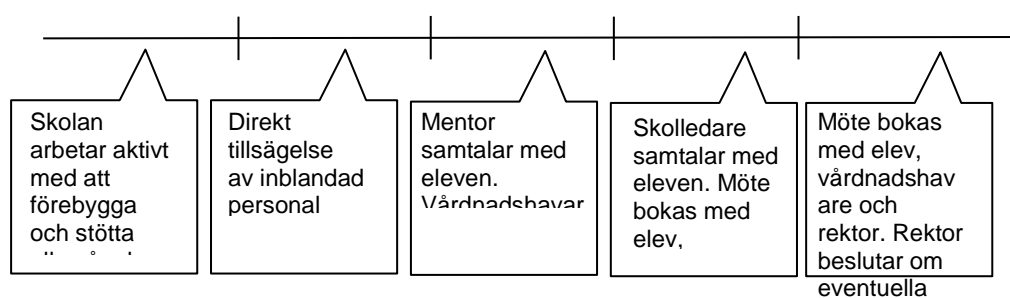 Skolan
arbetar aktivt
med att
förebygga
och stötta
Direkt
tillsägelse
av inblandad
personal
Mentor
samtalar med
eleven.
Vårdnadshavar
Skolledare
samtalar med
eleven. Möte
bokas med
elev,
Möte bokas
med elev,
vårdnadshav
are och
rektor. Rektor
beslutar om
eventuella